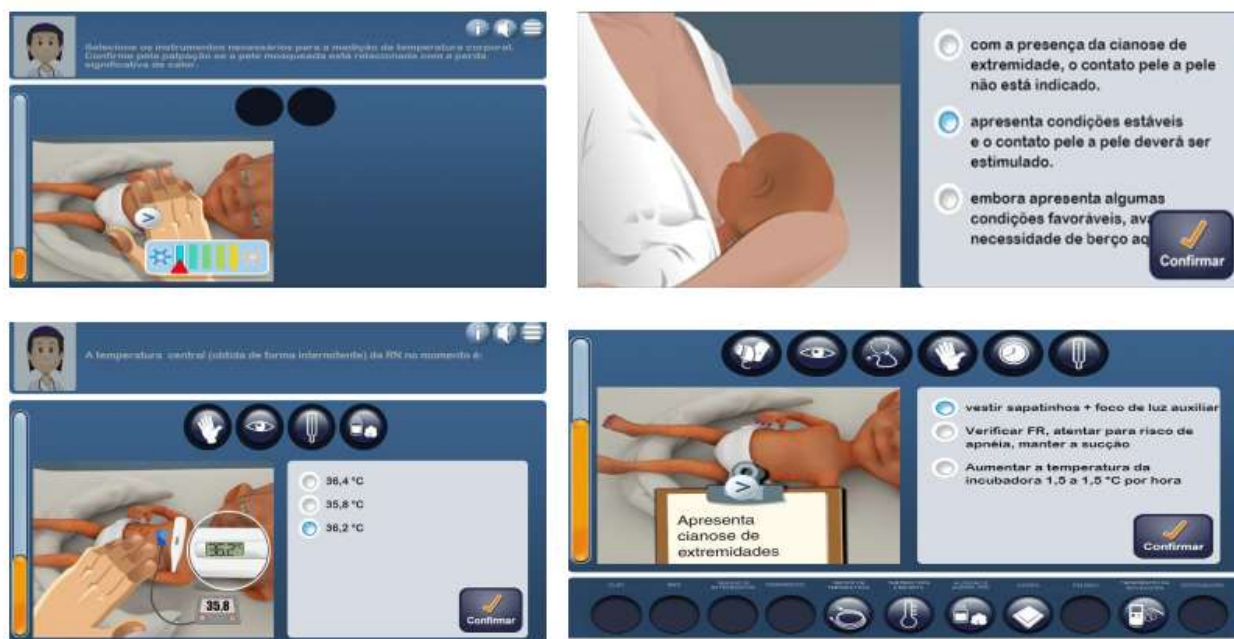 Selecione os instrumentos necessários para a medição de temperatura corporal.
Confirme pela palpação se a pele mosqueada está relacionada com a perda
significativa de calor.
com a presença da cianose de
extremidade, o contato pele a pele
não está indicado.
apresenta condições estáveis
e o contato pele a pele deverá ser
estimulado.
embora apresenta algumas
condições favoráveis,
necessidade de berço
Confirmar
A temperatura central (obtida de forma intermitente) da RN no momento é:
36,4 °C
35,8 °C
36,2 °C
36.2°
35.8
Confirmar
vestir sapatinhos + foco de luz auxiliar
Verificar FR, atentar para risco de
apnéia, manter a sucção
Aumentar a temperatura da
incubadora 1,5 a 1,5 °C por hora
Apresenta
cianose de
extremidades
Confirmar